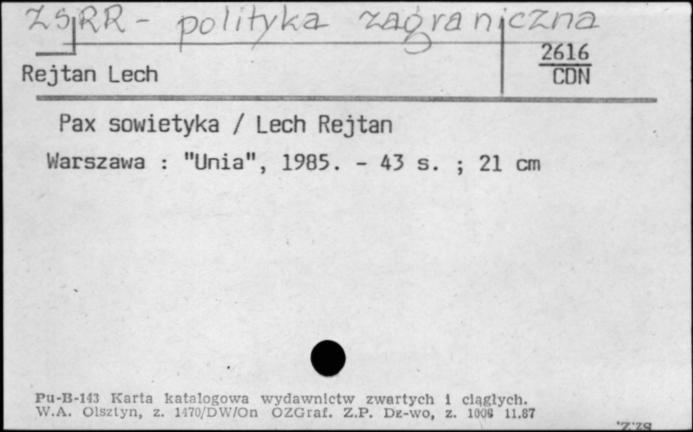 ZSRR - polityka zagraniczna
2616
CDN
Rejtan Lech
Pax sowietyka / Lech Rejtan
Warszawa : "Unia", 1985. - 43 s. ; 21 cm
Pu-B-143 Karta katalogowa wydawnictw zwartych i ciągłych.
W.A. Olsztyn, z. 1470/DW/On OZGraf. Z.P. Dz-wo, z. 1008 11.87